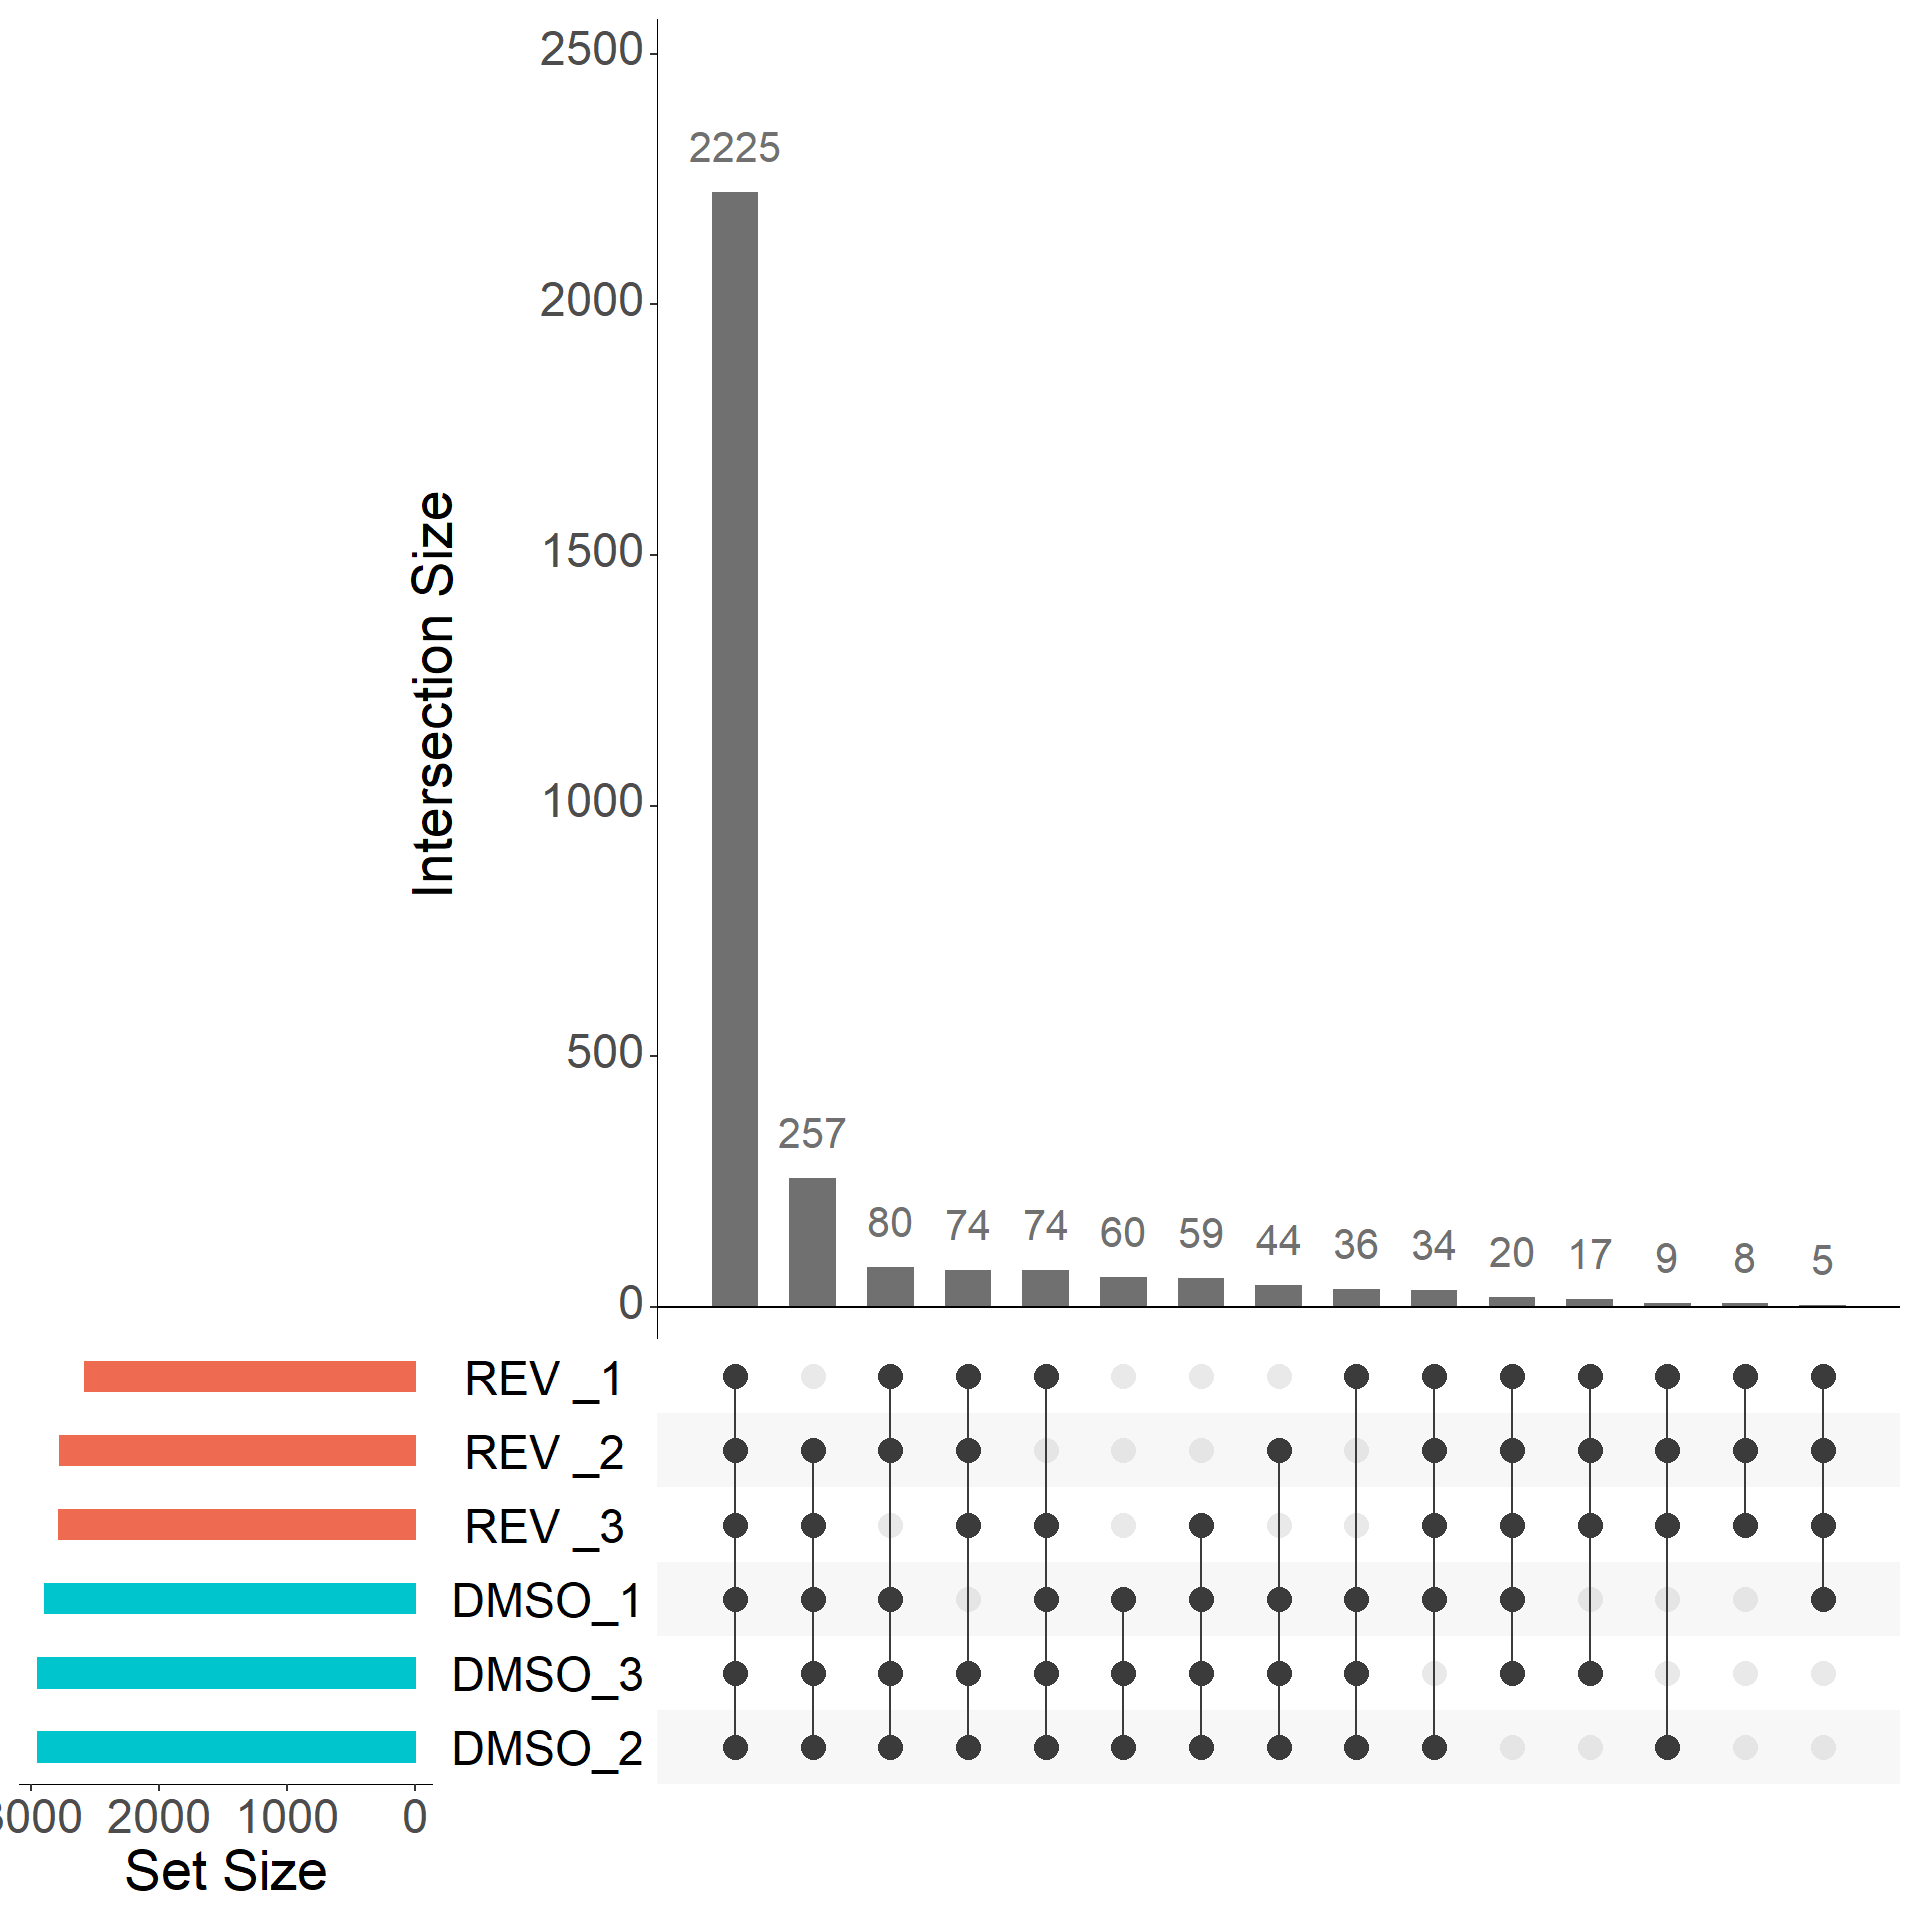 2500
2225
2000
1500
Intersection Size
1000
500
257
80 74 74 60 59 44 36 34 20 17 9 8 5
0
REV _1
REV _2
REV _3
DMSO_1
DMSO_3
DMSO_2
3000 2000 1000 0
Set Size